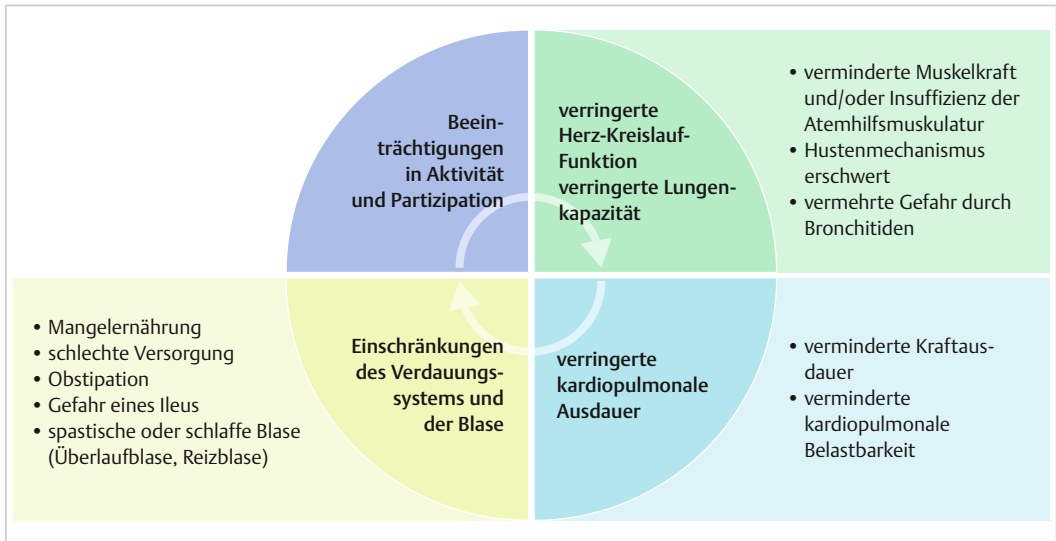 Beein-
trächtigungen
in Aktivität
und Partizipation
verringerte
Herz-Kreislauf-
Funktion
verringerte Lungen-
kapazität
• verminderte Muskelkraft
und/oder Insuffizienz der
Atemhilfsmuskulatur
• Hustenmechanismus
erschwert
• vermehrte Gefahr durch
Bronchitiden
• Mangelernährung
• schlechte Versorgung
• Obstipation
• Gefahr eines Ileus
• spastische oder schlaffe Blase
(Überlaufblase, Reizblase)
Einschränkungen
des Verdauungs-
systems und
der Blase
verringerte
kardiopulmonale
Ausdauer
• verminderte Kraftaus-
dauer
• verminderte
kardiopulmonale
Belastbarkeit